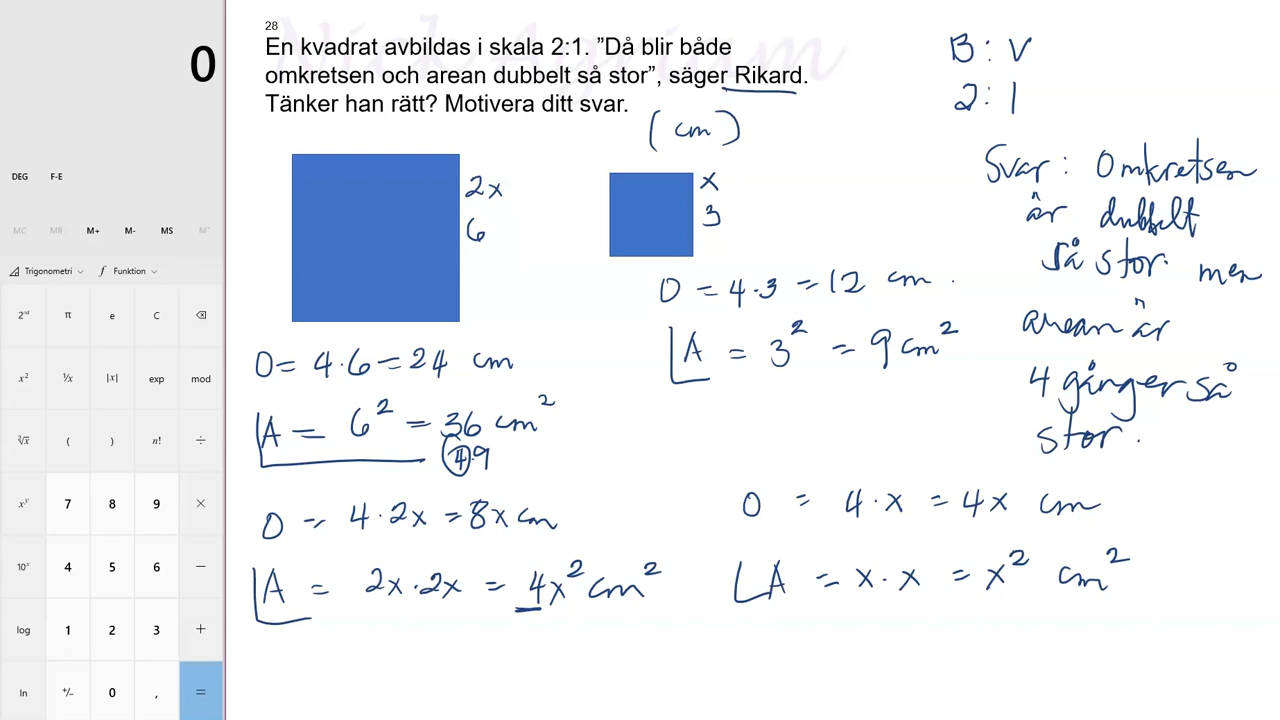 0
DEG F-E
MC MR M+ M- MS M˅
Trigonometri Funktion
2ⁿᵈ π e C
x² ¹/x |x| exp mod
²√x ( ) n! ÷
xʸ 7 8 9 ×
10ˣ 4 5 6 −
log 1 2 3 +
ln +/− 0 , =
28
En kvadrat avbildas i skala 2:1. ”Då blir både
omkretsen och arean dubbelt så stor”, säger Rikard.
Tänker han rätt? Motivera ditt svar.
(cm)
B : V
2 : 1
2x
6
x
3
O = 4·3 = 12 cm.
A = 3² = 9 cm²
O = 4·6 = 24 cm
A = 6² = 36 cm²
4·9
O = 4·2x = 8x cm
A = 2x·2x = 4x² cm²
O = 4·x = 4x cm
A = x·x = x² cm²
Svar: Omkretsen
är dubbelt
så stor. men
arean är
4 gånger så
stor.